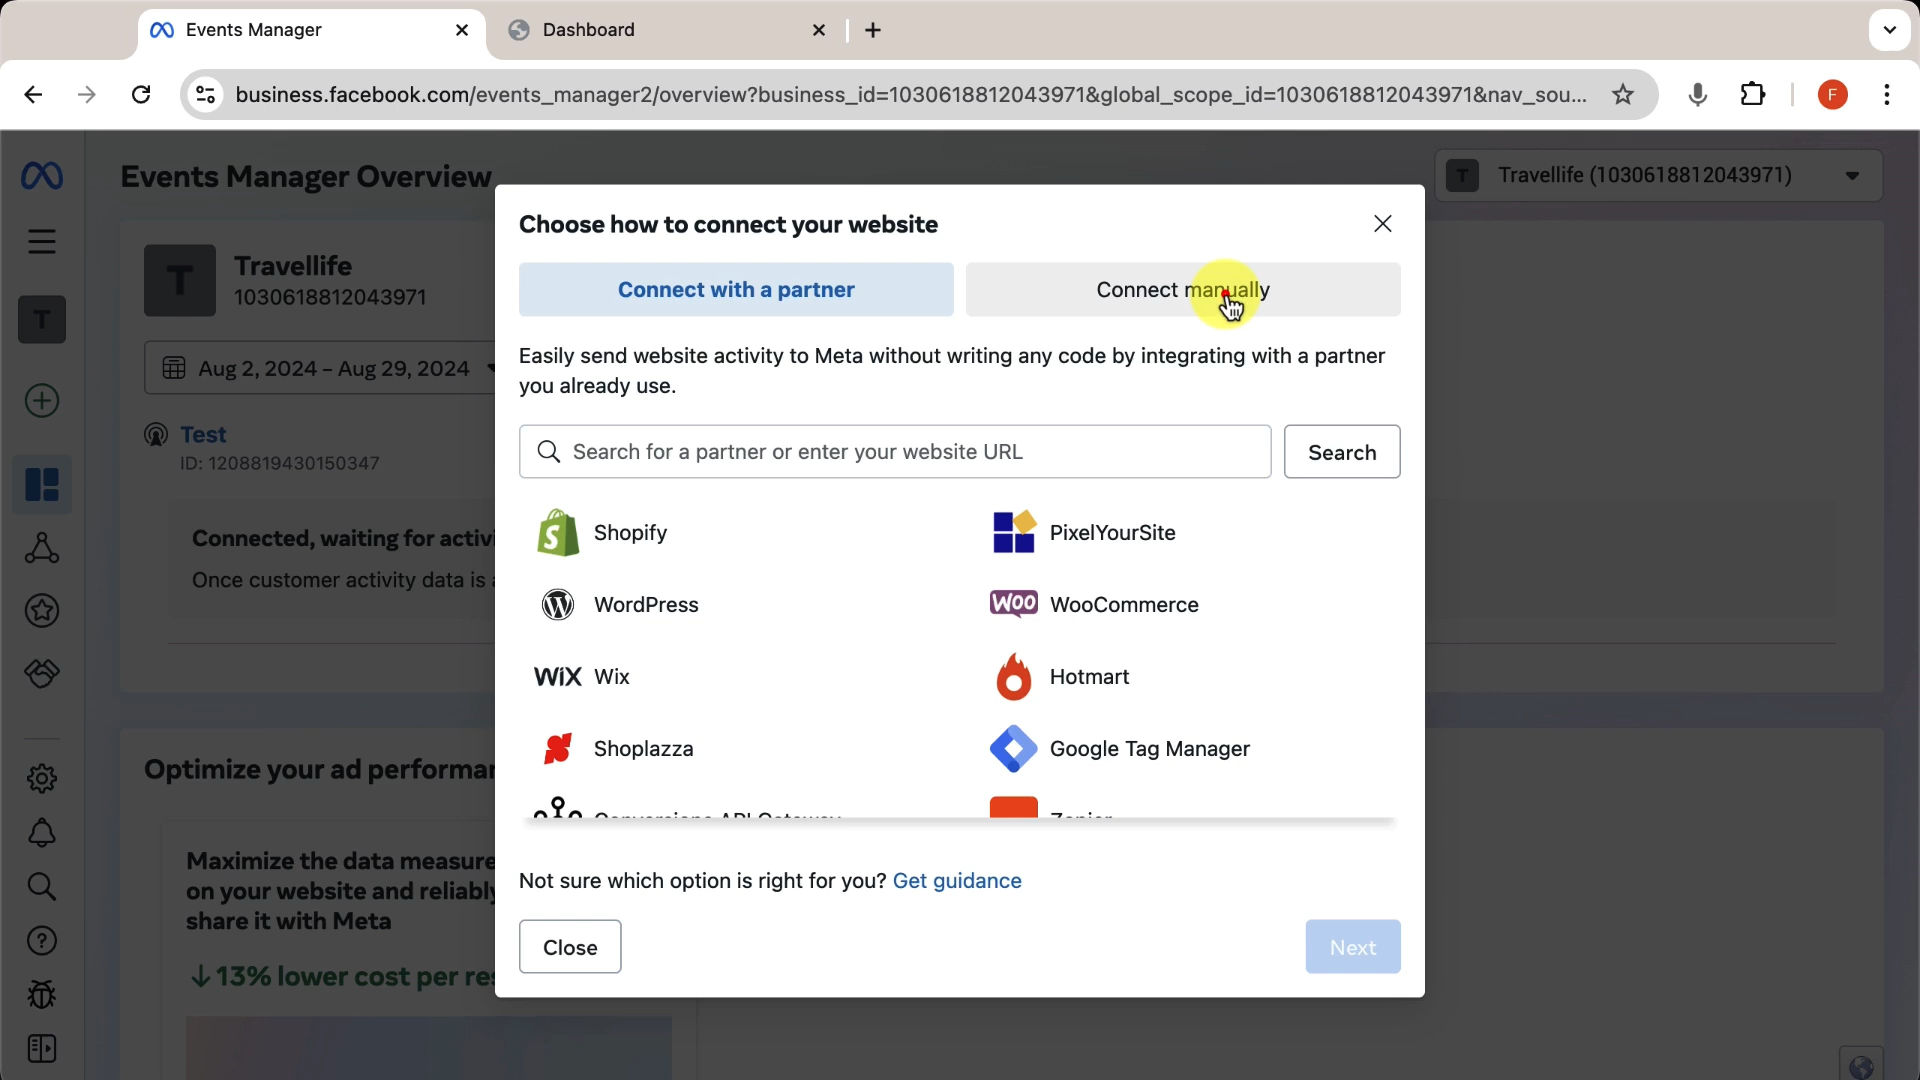 Events Manager
Dashboard
business.facebook.com/events_manager2/overview?business_id=1030618812043971&global_scope_id=1030618812043971&nav_sou...
F
Events Manager Overview
T Travellife (1030618812043971)
Choose how to connect your website
T
Travellife
1030618812043971
Connect with a partner
Connect manually
T
Easily send website activity to Meta without writing any code by integrating with a partner
you already use.
Aug 2, 2024 – Aug 29, 2024
Test
ID: 1208819430150347
Search for a partner or enter your website URL
Search
Connected, waiting for activi
Once customer activity data is a
Shopify
PixelYourSite
WordPress
WOO WooCommerce
WiX Wix
Hotmart
Shoplazza
Google Tag Manager
Conversions API Gateway
Zapier
Optimize your ad performan
Maximize the data measure
on your website and reliably
share it with Meta
↓13% lower cost per res
Not sure which option is right for you? Get guidance
Close
Next